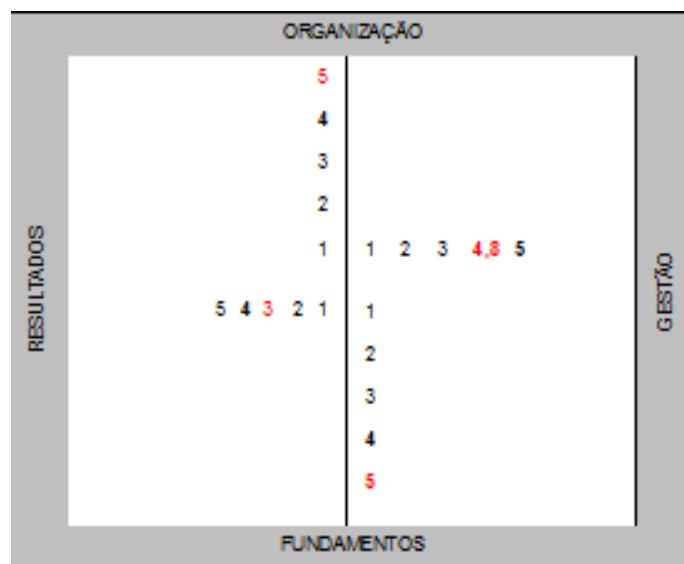 ORGANIZAÇÃO
5
4
3
2
1 1 2 3 4,8 5
RESULTADOS
GESTÃO
5 4 3 2 1 1
2
3
4
5
FUNDAMENTOS